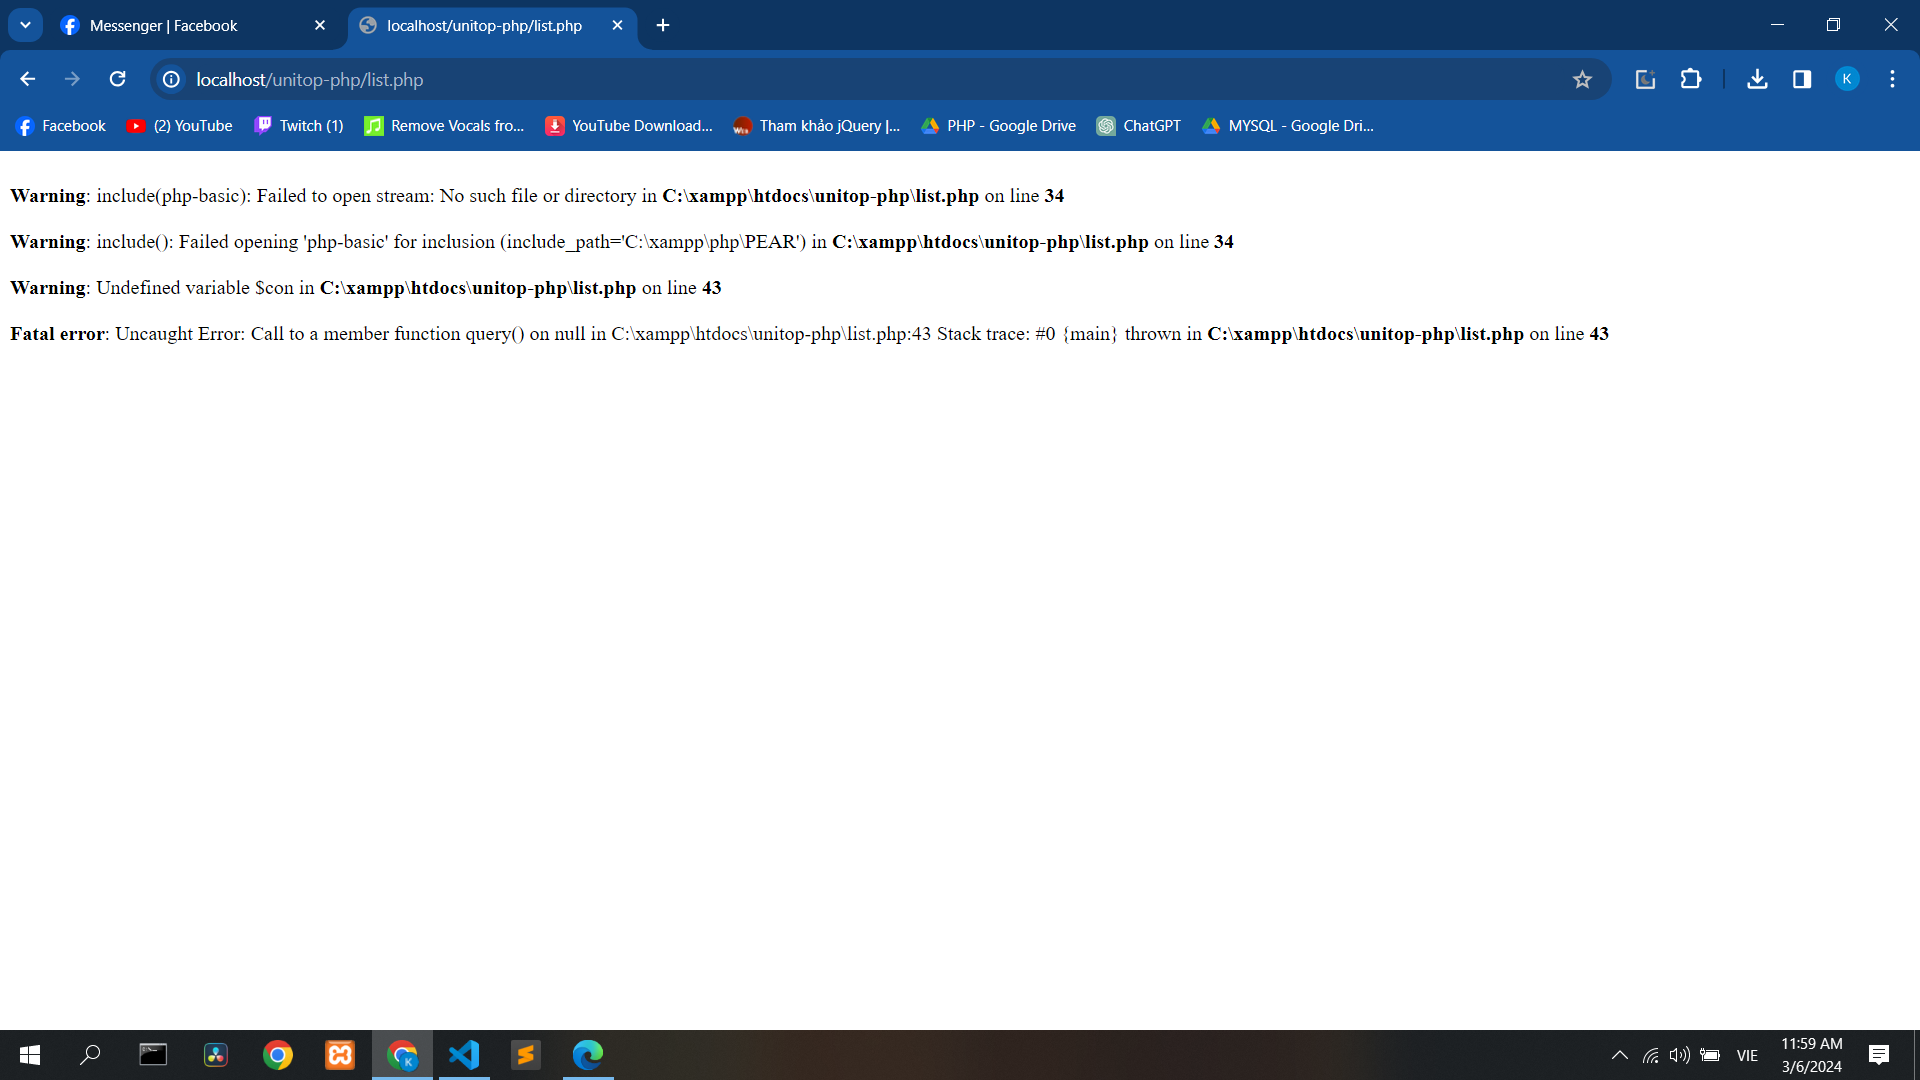 Messenger | Facebook
localhost/unitop-php/list.php
localhost/unitop-php/list.php
K
Facebook
(2) YouTube
Twitch (1)
Remove Vocals fro...
YouTube Download...
Tham khảo jQuery |...
PHP - Google Drive
ChatGPT
MYSQL - Google Dri...
Warning: include(php-basic): Failed to open stream: No such file or directory in C:\xampp\htdocs\unitop-php\list.php on line 34
Warning: include(): Failed opening 'php-basic' for inclusion (include_path='C:\xampp\php\PEAR') in C:\xampp\htdocs\unitop-php\list.php on line 34
Warning: Undefined variable $con in C:\xampp\htdocs\unitop-php\list.php on line 43
Fatal error: Uncaught Error: Call to a member function query() on null in C:\xampp\htdocs\unitop-php\list.php:43 Stack trace: #0 {main} thrown in C:\xampp\htdocs\unitop-php\list.php on line 43
K
VIE
11:59 AM
3/6/2024